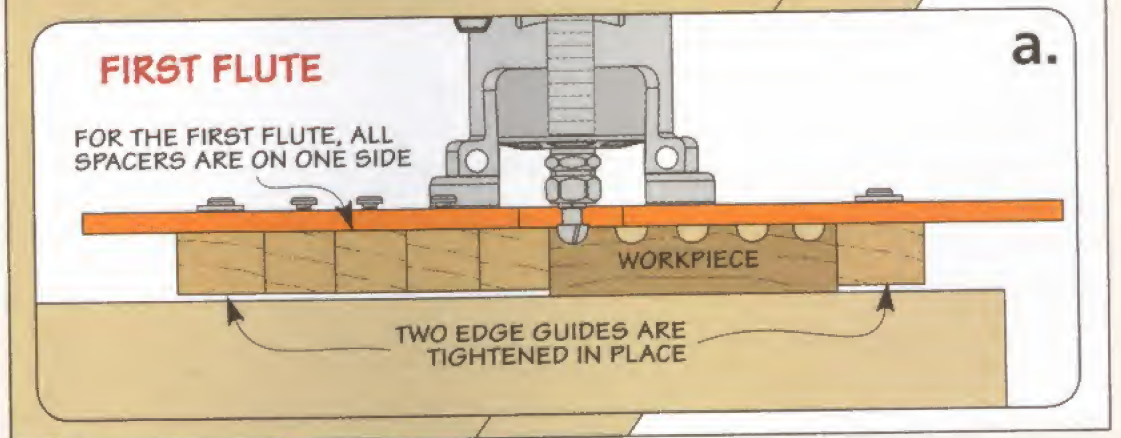 a.
FIRST FLUTE
FOR THE FIRST FLUTE, ALL
SPACERS ARE ON ONE SIDE
WORKPIECE
TWO EDGE GUIDES ARE
TIGHTENED IN PLACE